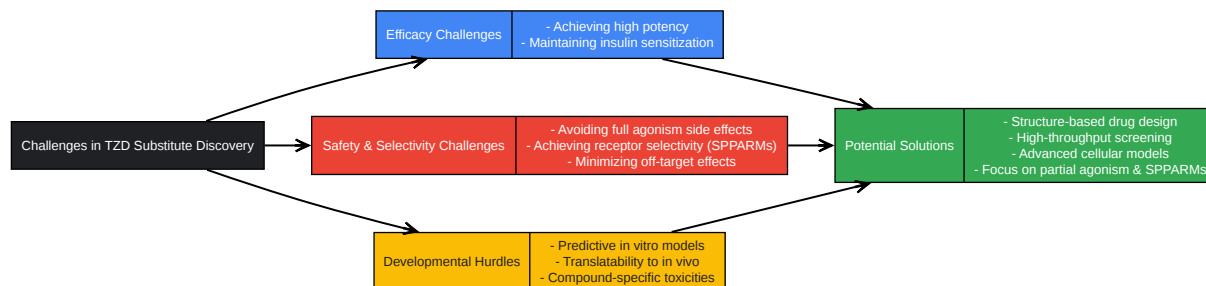 Efficacy Challenges
- Achieving high potency
- Maintaining insulin sensitization
Challenges in TZD Substitute Discovery
Safety & Selectivity Challenges
- Avoiding full agonism side effects
- Achieving receptor selectivity (SPPARMs)
- Minimizing off-target effects
Potential Solutions
- Structure-based drug design
- High-throughput screening
- Advanced cellular models
- Focus on partial agonism & SPPARMs
Developmental Hurdles
- Predictive in vitro models
- Translatability to in vivo
- Compound-specific toxicities